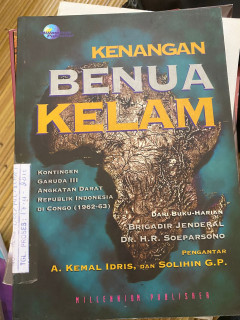 KENANGAN
BENUA
KELAM
KONTINGEN
GARUDA III
ANGKATAN DARAT
REPUBLIK INDONESIA
DI CONGO (1962-63)
DARI BUKU-HARIAN
BRIGADIR JENDERAL
DR. H.R. SOEPARSONO
PENGANTAR
A. KEMAL IDRIS, DAN SOLIHIN G.P.
MILLENNIUM PUBLISHER